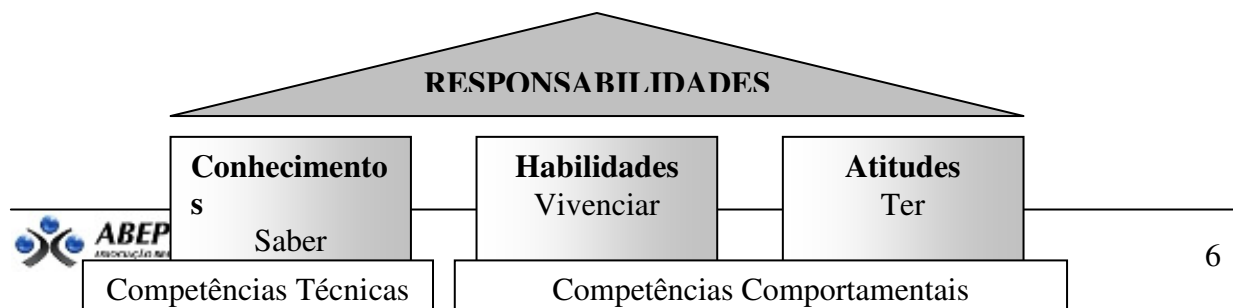 RESPONSABILIDADES
Conhecimento
s
Saber
Habilidades
Vivenciar
Atitudes
Ter
ABEP
6
Competências Técnicas
Competências Comportamentais